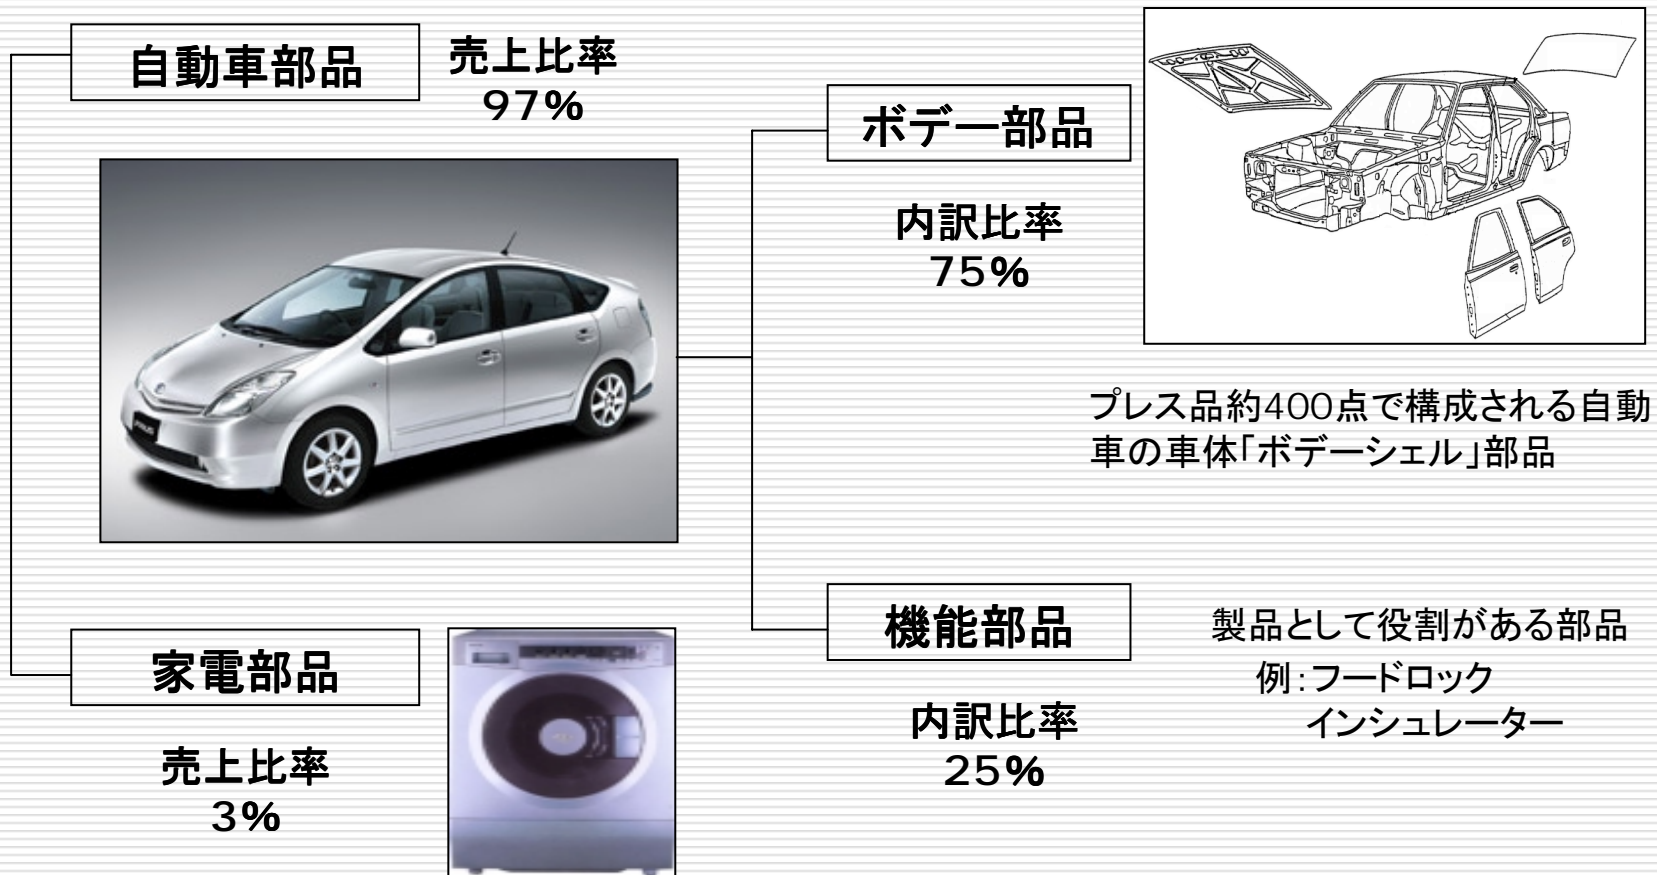 自動車部品
売上比率
97%
ボデー部品
内訳比率
75%
プレス品約400点で構成される自動
車の車体「ボデーシェル」部品
家電部品
売上比率
3%
機能部品
内訳比率
25%
製品として役割がある部品
例：フードロック
インシュレーター
PRIUS